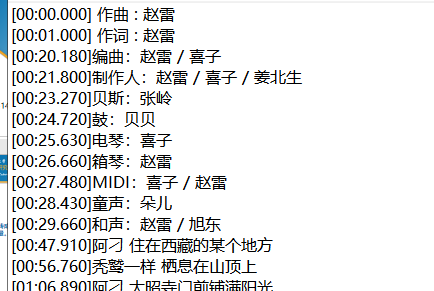 [00:00.000] 作曲 : 赵雷
[00:01.000] 作词 : 赵雷
[00:20.180]编曲：赵雷 / 喜子
[00:21.800]制作人：赵雷 / 喜子 / 姜北生
[00:23.270]贝斯：张岭
[00:24.720]鼓：贝贝
[00:25.630]电琴：喜子
[00:26.660]箱琴：赵雷
[00:27.480]MIDI：喜子 / 赵雷
[00:28.430]童声：朵儿
[00:29.660]和声：赵雷 / 旭东
[00:47.910]阿刁 住在西藏的某个地方
[00:56.760]秃鹫一样 栖息在山顶上
[01:06.890]阿刁 大昭寺门前铺满阳光